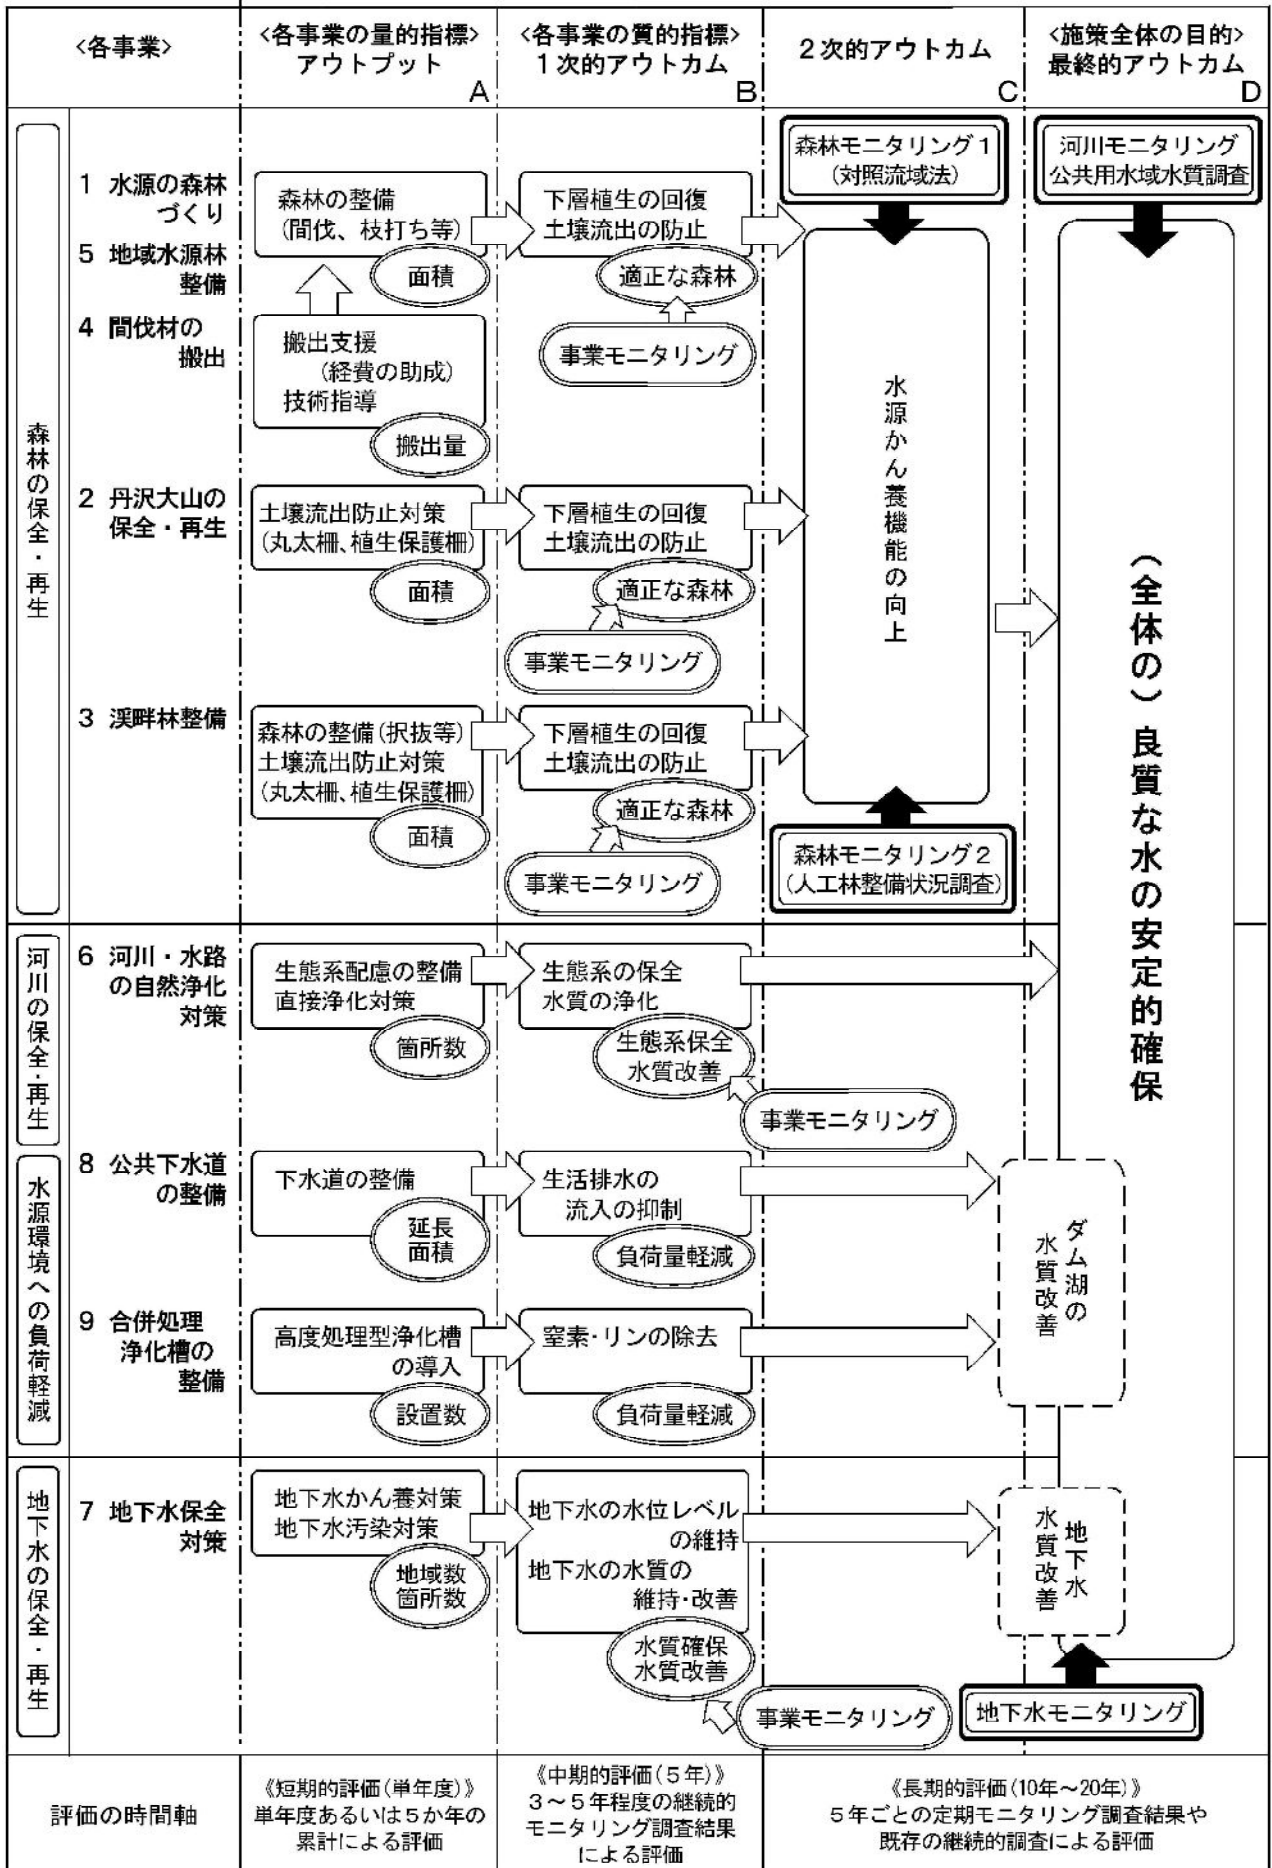 <各事業>
<各事業の量的指標>
アウトプット
A
<各事業の質的指標>
1次的アウトカム
B
2次的アウトカム
C
<施策全体の目的>
最終的アウトカム
D
森林の保全・再生
1 水源の森林
づくり
5 地域水源林
整備
4 間伐材の
搬出
森林の整備
(間伐、枝打ち等)
面積
搬出支援
(経費の助成)
技術指導
搬出量
下層植生の回復
土壌流出の防止
適正な森林
事業モニタリング
森林モニタリング1
(対照流域法)
河川モニタリング
公共用水域水質調査
水源かん養機能の向上
(全体の)良質な水の安定的確保
2 丹沢大山の
保全・再生
土壌流出防止対策
(丸太柵、植生保護柵)
面積
下層植生の回復
土壌流出の防止
適正な森林
事業モニタリング
3 渓畔林整備
森林の整備(択抜等)
土壌流出防止対策
(丸太柵、植生保護柵)
面積
下層植生の回復
土壌流出の防止
適正な森林
事業モニタリング
森林モニタリング2
(人工林整備状況調査)
河川の保全・再生
6 河川・水路
の自然浄化
対策
生態系配慮の整備
直接浄化対策
箇所数
生態系の保全
水質の浄化
生態系保全
水質改善
事業モニタリング
水源環境への負荷軽減
8 公共下水道
の整備
下水道の整備
延長
面積
生活排水の
流入の抑制
負荷量軽減
ダム湖の
水質改善
9 合併処理
浄化槽の
整備
高度処理型浄化槽
の導入
設置数
窒素・リンの除去
負荷量軽減
地下水の保全・再生
7 地下水保全
対策
地下水かん養対策
地下水汚染対策
地域数
箇所数
地下水の水位レベル
の維持
地下水の水質の
維持・改善
水質確保
水質改善
事業モニタリング
地下水
水質改善
地下水モニタリング
評価の時間軸
《短期的評価(単年度)》
単年度あるいは5か年の
累計による評価
《中期的評価(5年)》
3~5年程度の継続的
モニタリング調査結果
による評価
《長期的評価(10年~20年)》
5年ごとの定期モニタリング調査結果や
既存の継続的調査による評価